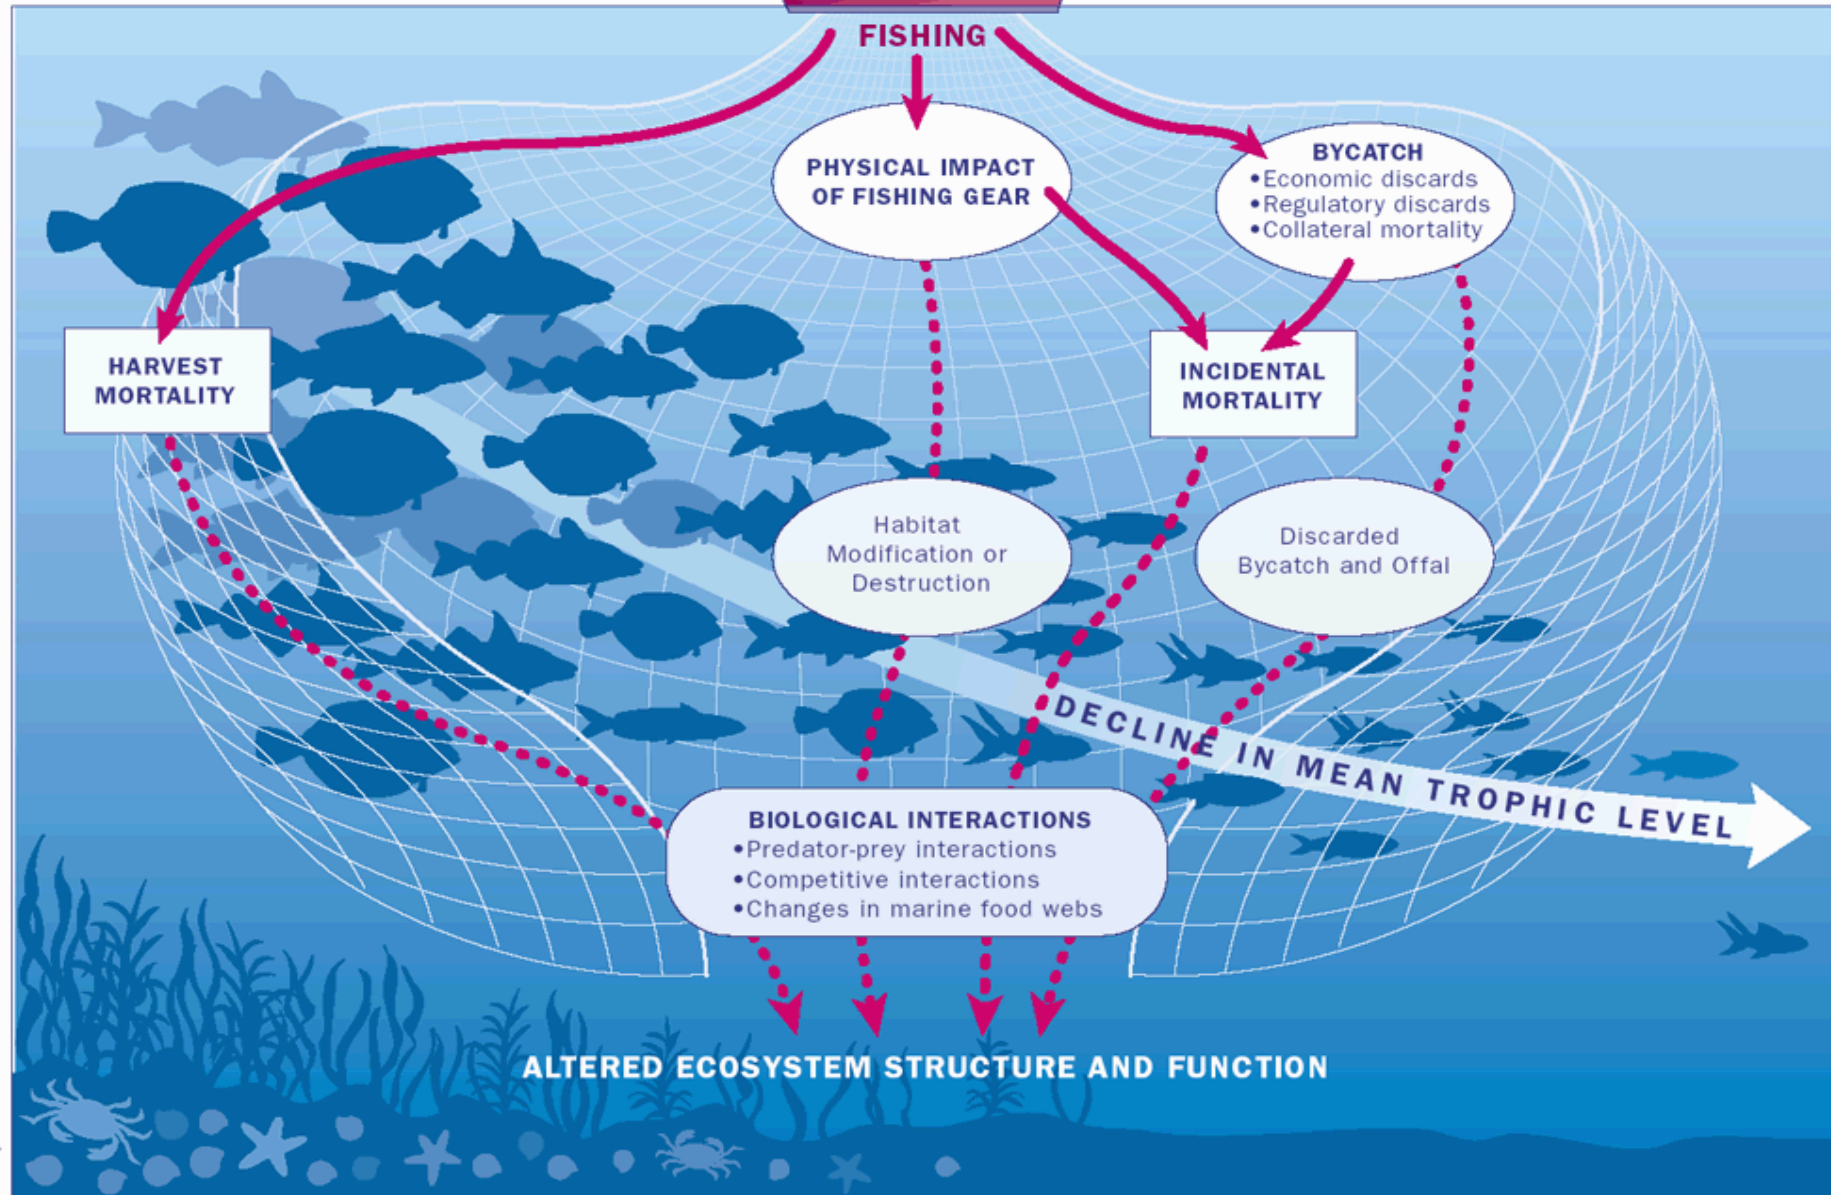 FISHING
PHYSICAL IMPACT
OF FISHING GEAR
BYCATCH
•Economic discards
•Regulatory discards
•Collateral mortality
HARVEST
MORTALITY
INCIDENTAL
MORTALITY
Habitat
Modification or
Destruction
Discarded
Bycatch and Offal
DECLINE IN MEAN TROPHIC LEVEL
BIOLOGICAL INTERACTIONS
•Predator-prey interactions
•Competitive interactions
•Changes in marine food webs
ALTERED ECOSYSTEM STRUCTURE AND FUNCTION